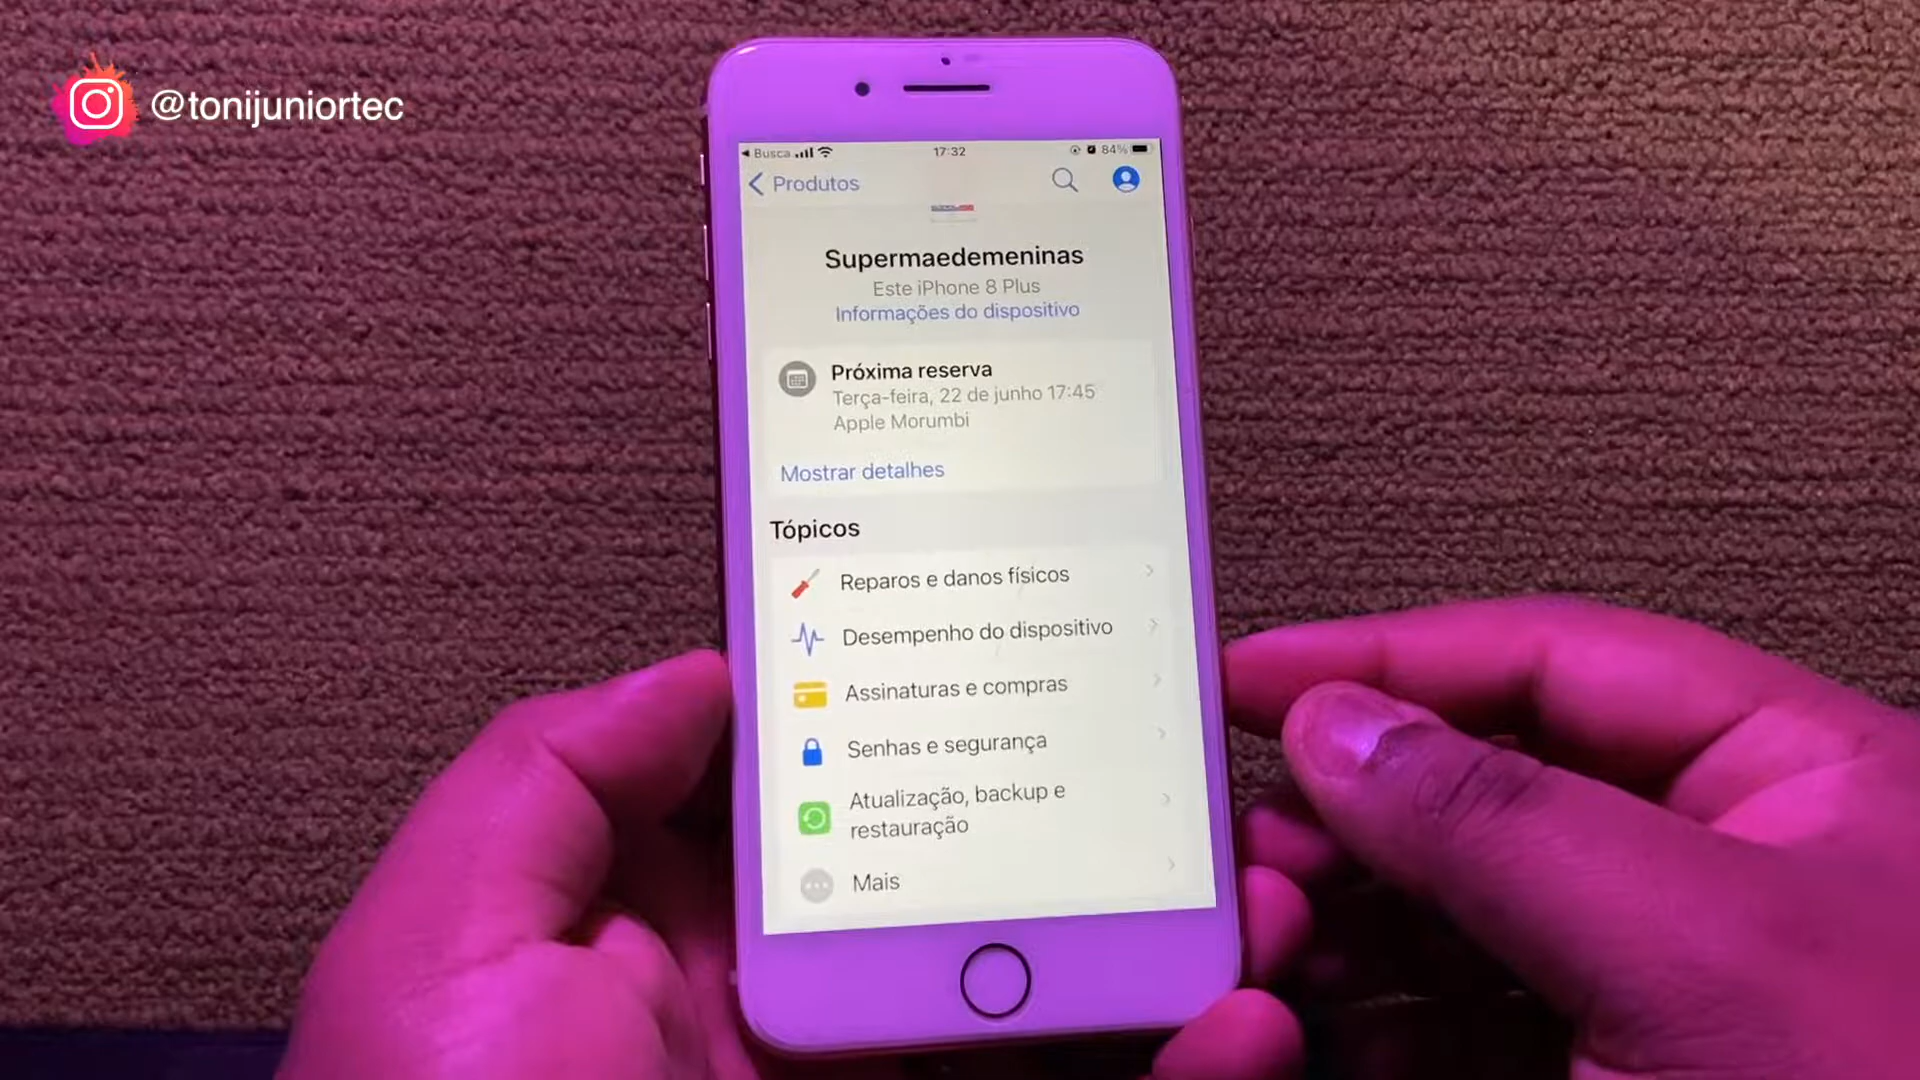 @tonijuniortec
Busca
17:32
84%
Produtos
Supermaedemeninas
Este iPhone 8 Plus
Informações do dispositivo
Próxima reserva
Terça-feira, 22 de junho 17:45
Apple Morumbi
Mostrar detalhes
Tópicos
Reparos e danos físicos
Desempenho do dispositivo
Assinaturas e compras
Senhas e segurança
Atualização, backup e
restauração
Mais